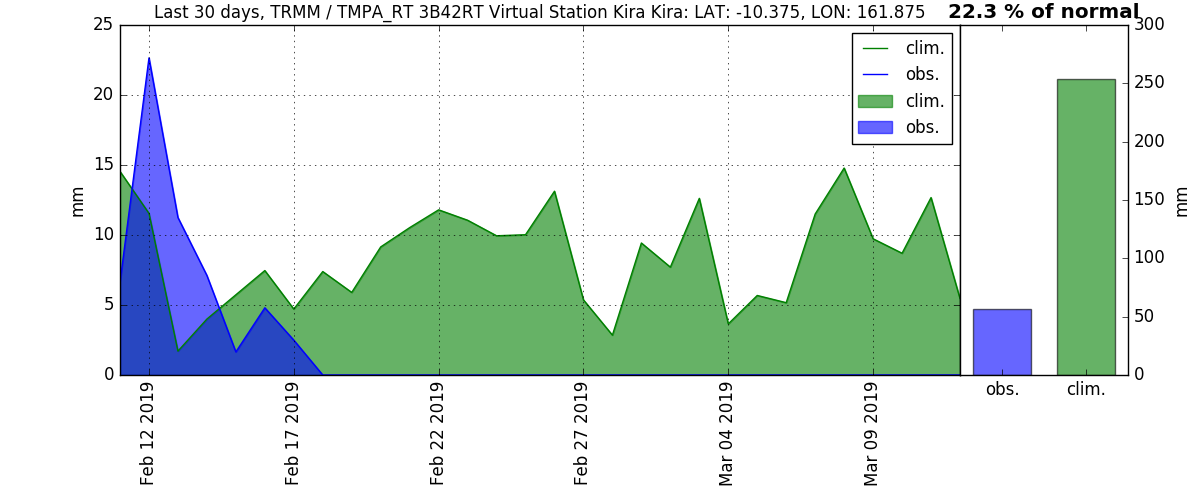 Last 30 days, TRMM / TMPA_RT 3B42RT Virtual Station Kira Kira: LAT: -10.375, LON: 161.875
22.3 % of normal
25
20
15
10
5
0
mm
clim.
obs.
clim.
obs.
Feb 12 2019
Feb 17 2019
Feb 22 2019
Feb 27 2019
Mar 04 2019
Mar 09 2019
300
250
200
150
100
50
0
mm
obs.
clim.